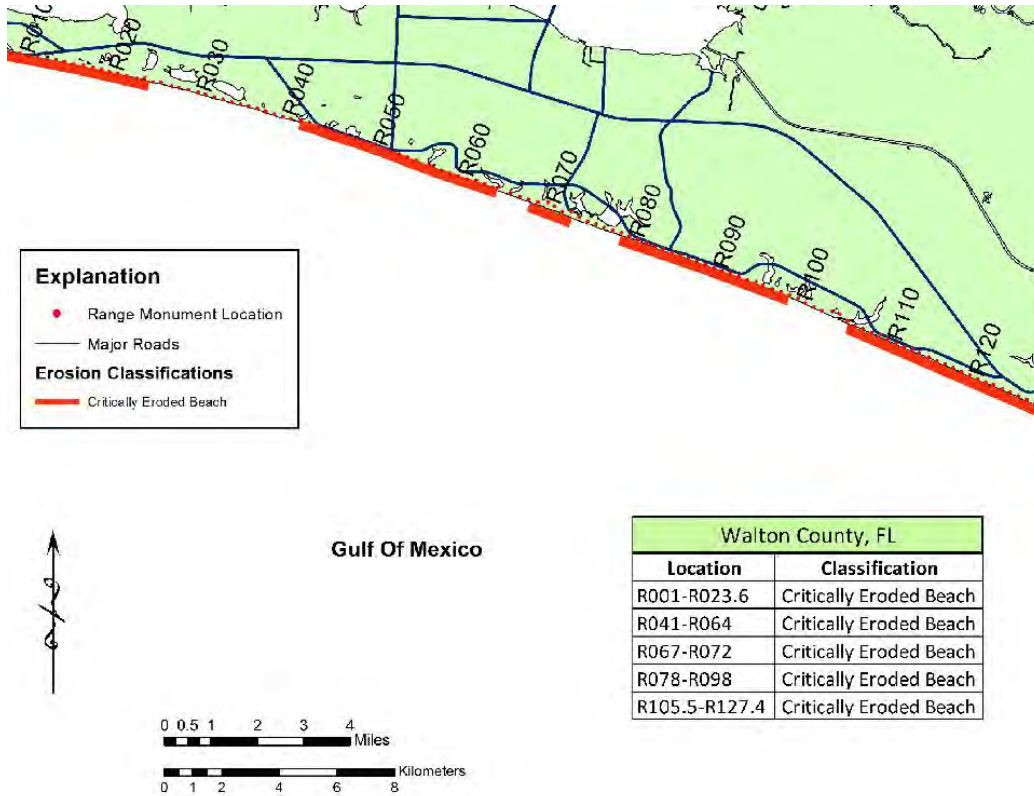 R010
R020
R030
R040
R050
R060
R070
R080
R090
R100
R110
R120
Explanation
Range Monument Location
Major Roads
Erosion Classifications
Critically Eroded Beach
Gulf Of Mexico
Walton County, FL
Location Classification
R001-R023.6 Critically Eroded Beach
R041-R064 Critically Eroded Beach
R067-R072 Critically Eroded Beach
R078-R098 Critically Eroded Beach
R105.5-R127.4 Critically Eroded Beach
0 0.5 1 2 3 4
Miles
Kilometers
0 1 2 4 6 8